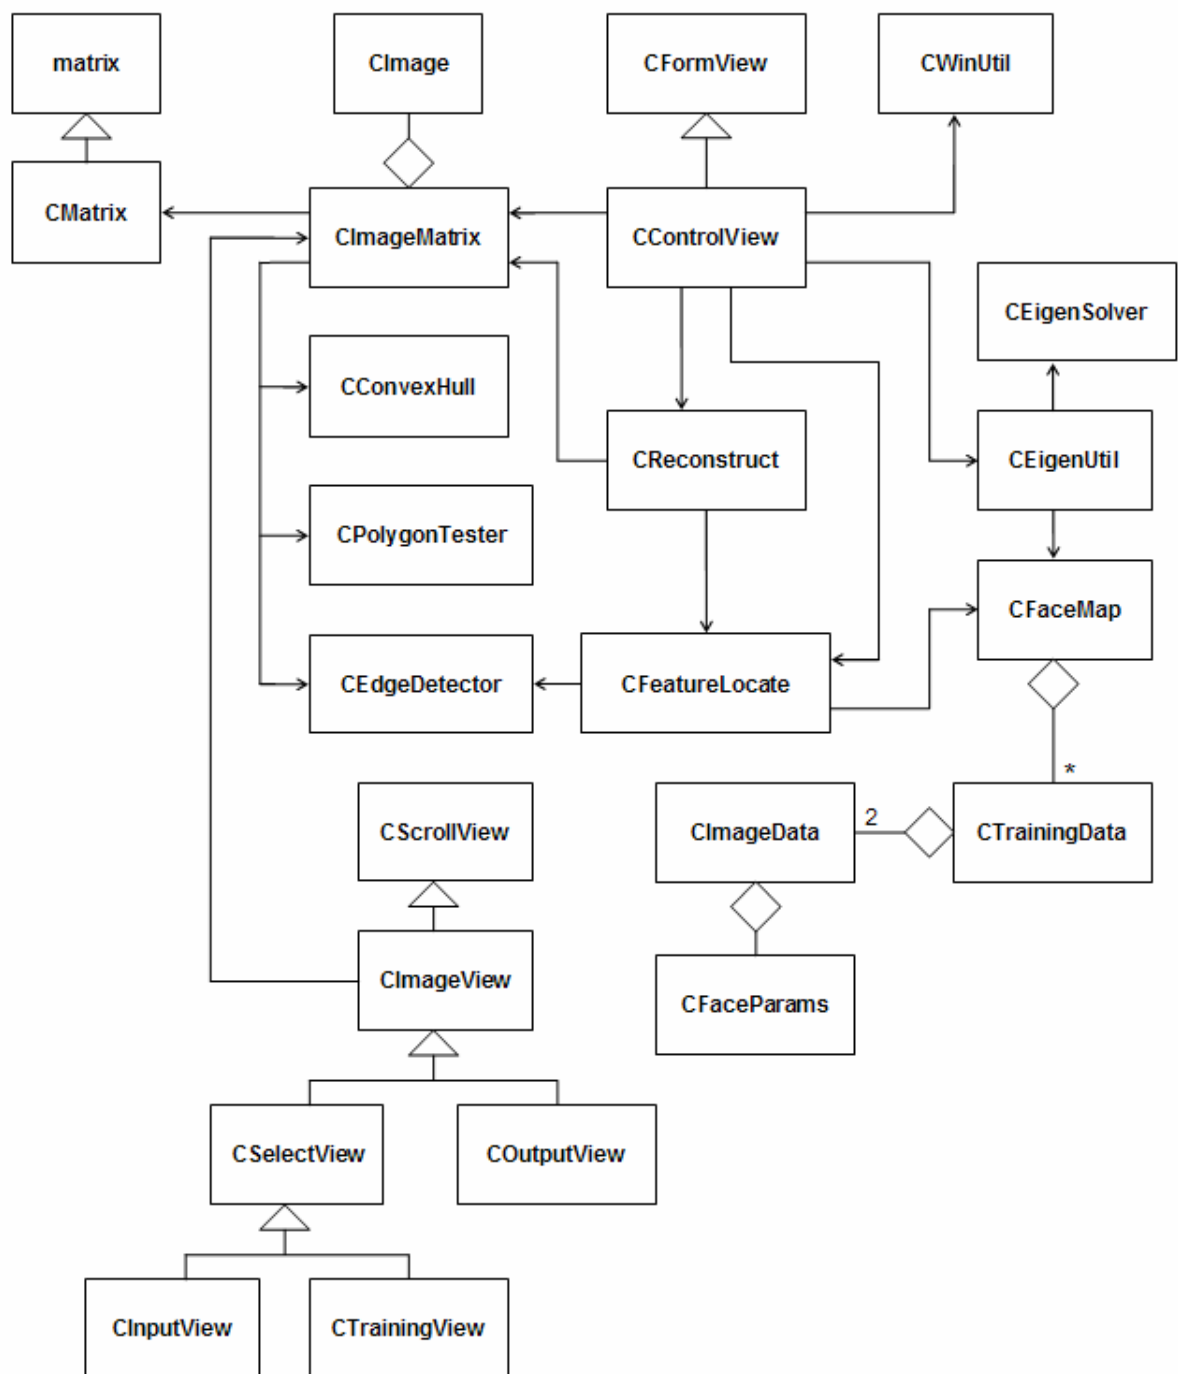 matrix
CImage
CFormView
CWinUtil
CMatrix
CImageMatrix
CControlView
CEigenSolver
CConvexHull
CReconstruct
CEigenUtil
CPolygonTester
CFaceMap
CEdgeDetector
CFeatureLocate
*
CScrollView
CImageData
2
CTrainingData
CImageView
CFaceParams
CSelectView
COutputView
CInputView
CTrainingView